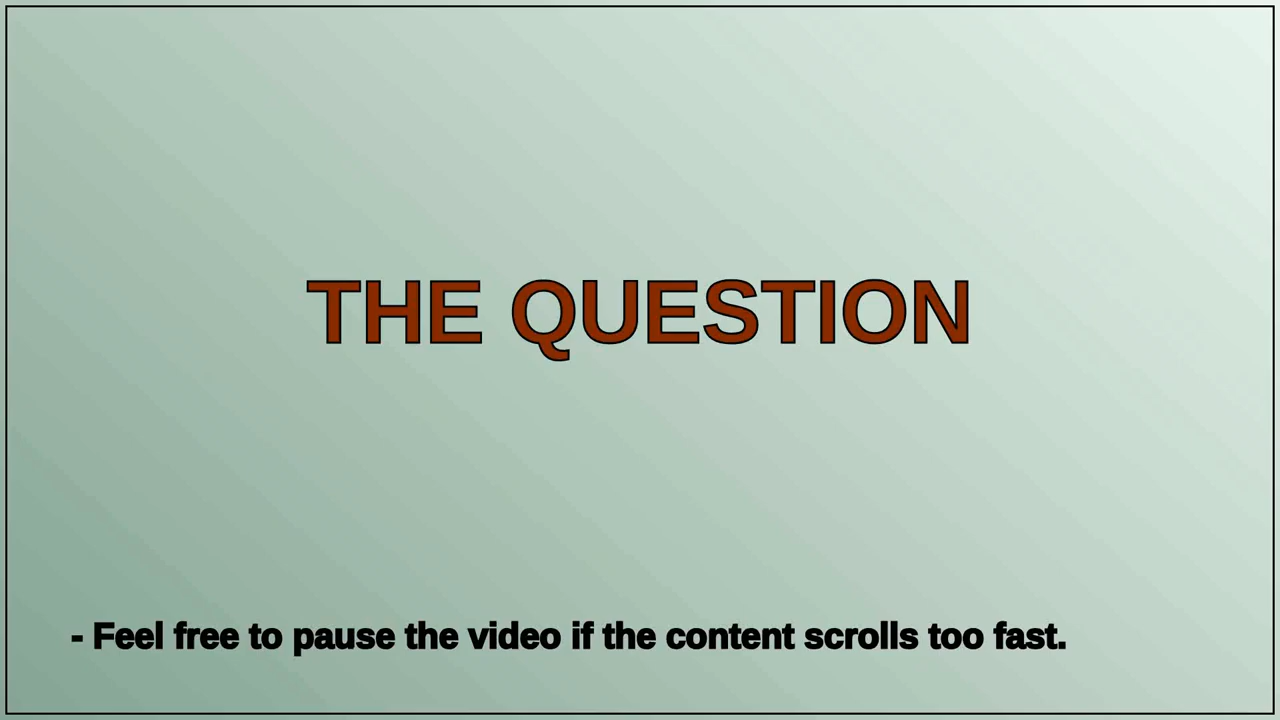 THE QUESTION
- Feel free to pause the video if the content scrolls too fast.